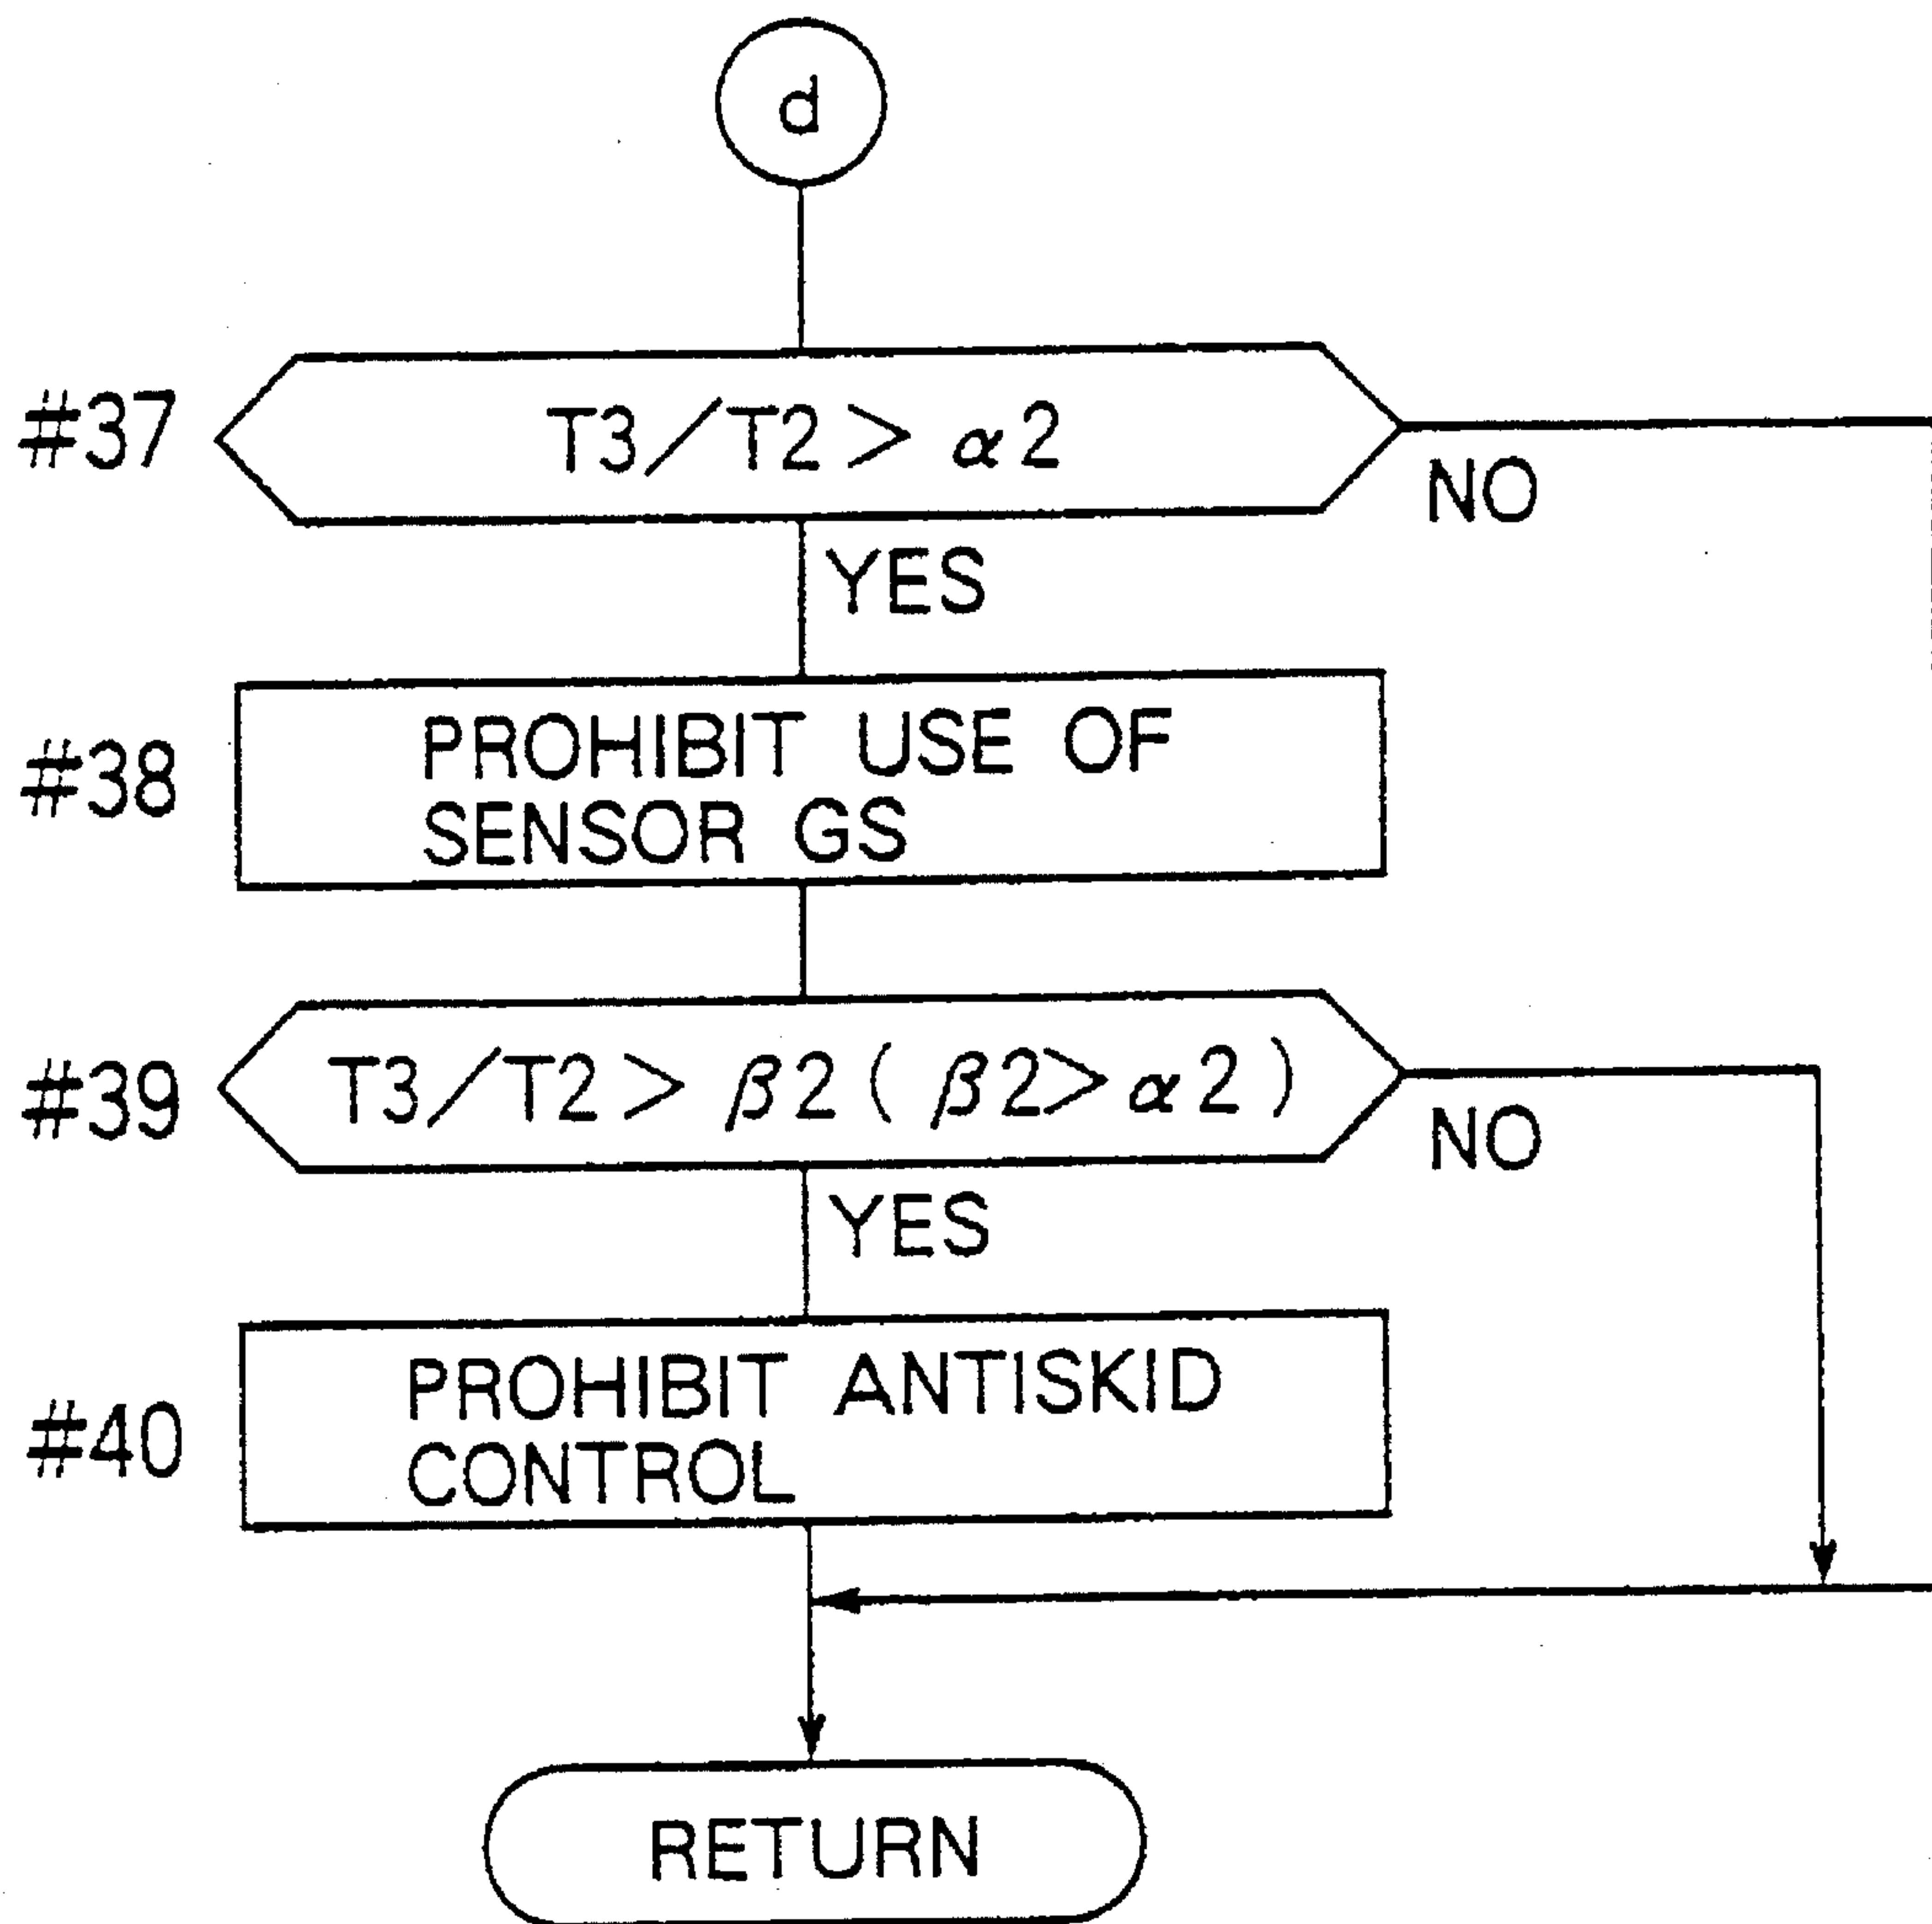 d
#37
T3/T2> α2
NO
YES
#38
PROHIBIT USE OF
SENSOR GS
#39
T3/T2> β2( β2> α2)
NO
YES
#40
PROHIBIT ANTISKID
CONTROL
RETURN